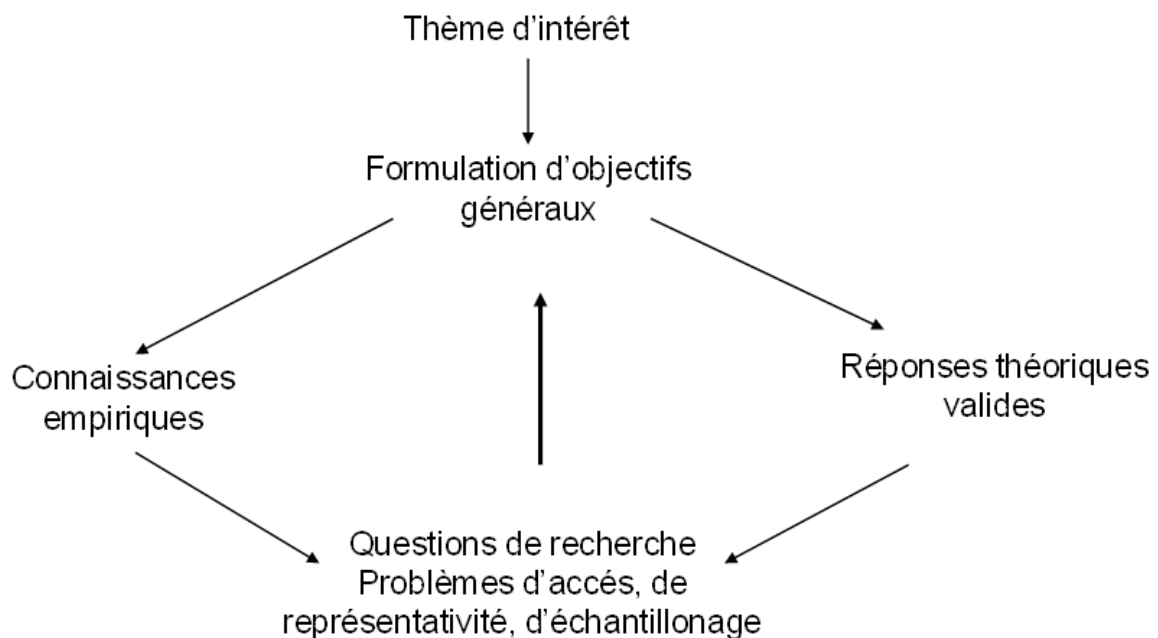 Thème d'intérêt
Formulation d'objectifs
généraux
Connaissances
empiriques
Réponses théoriques
valides
Questions de recherche
Problèmes d'accés, de
représentativité, d'échantillonage